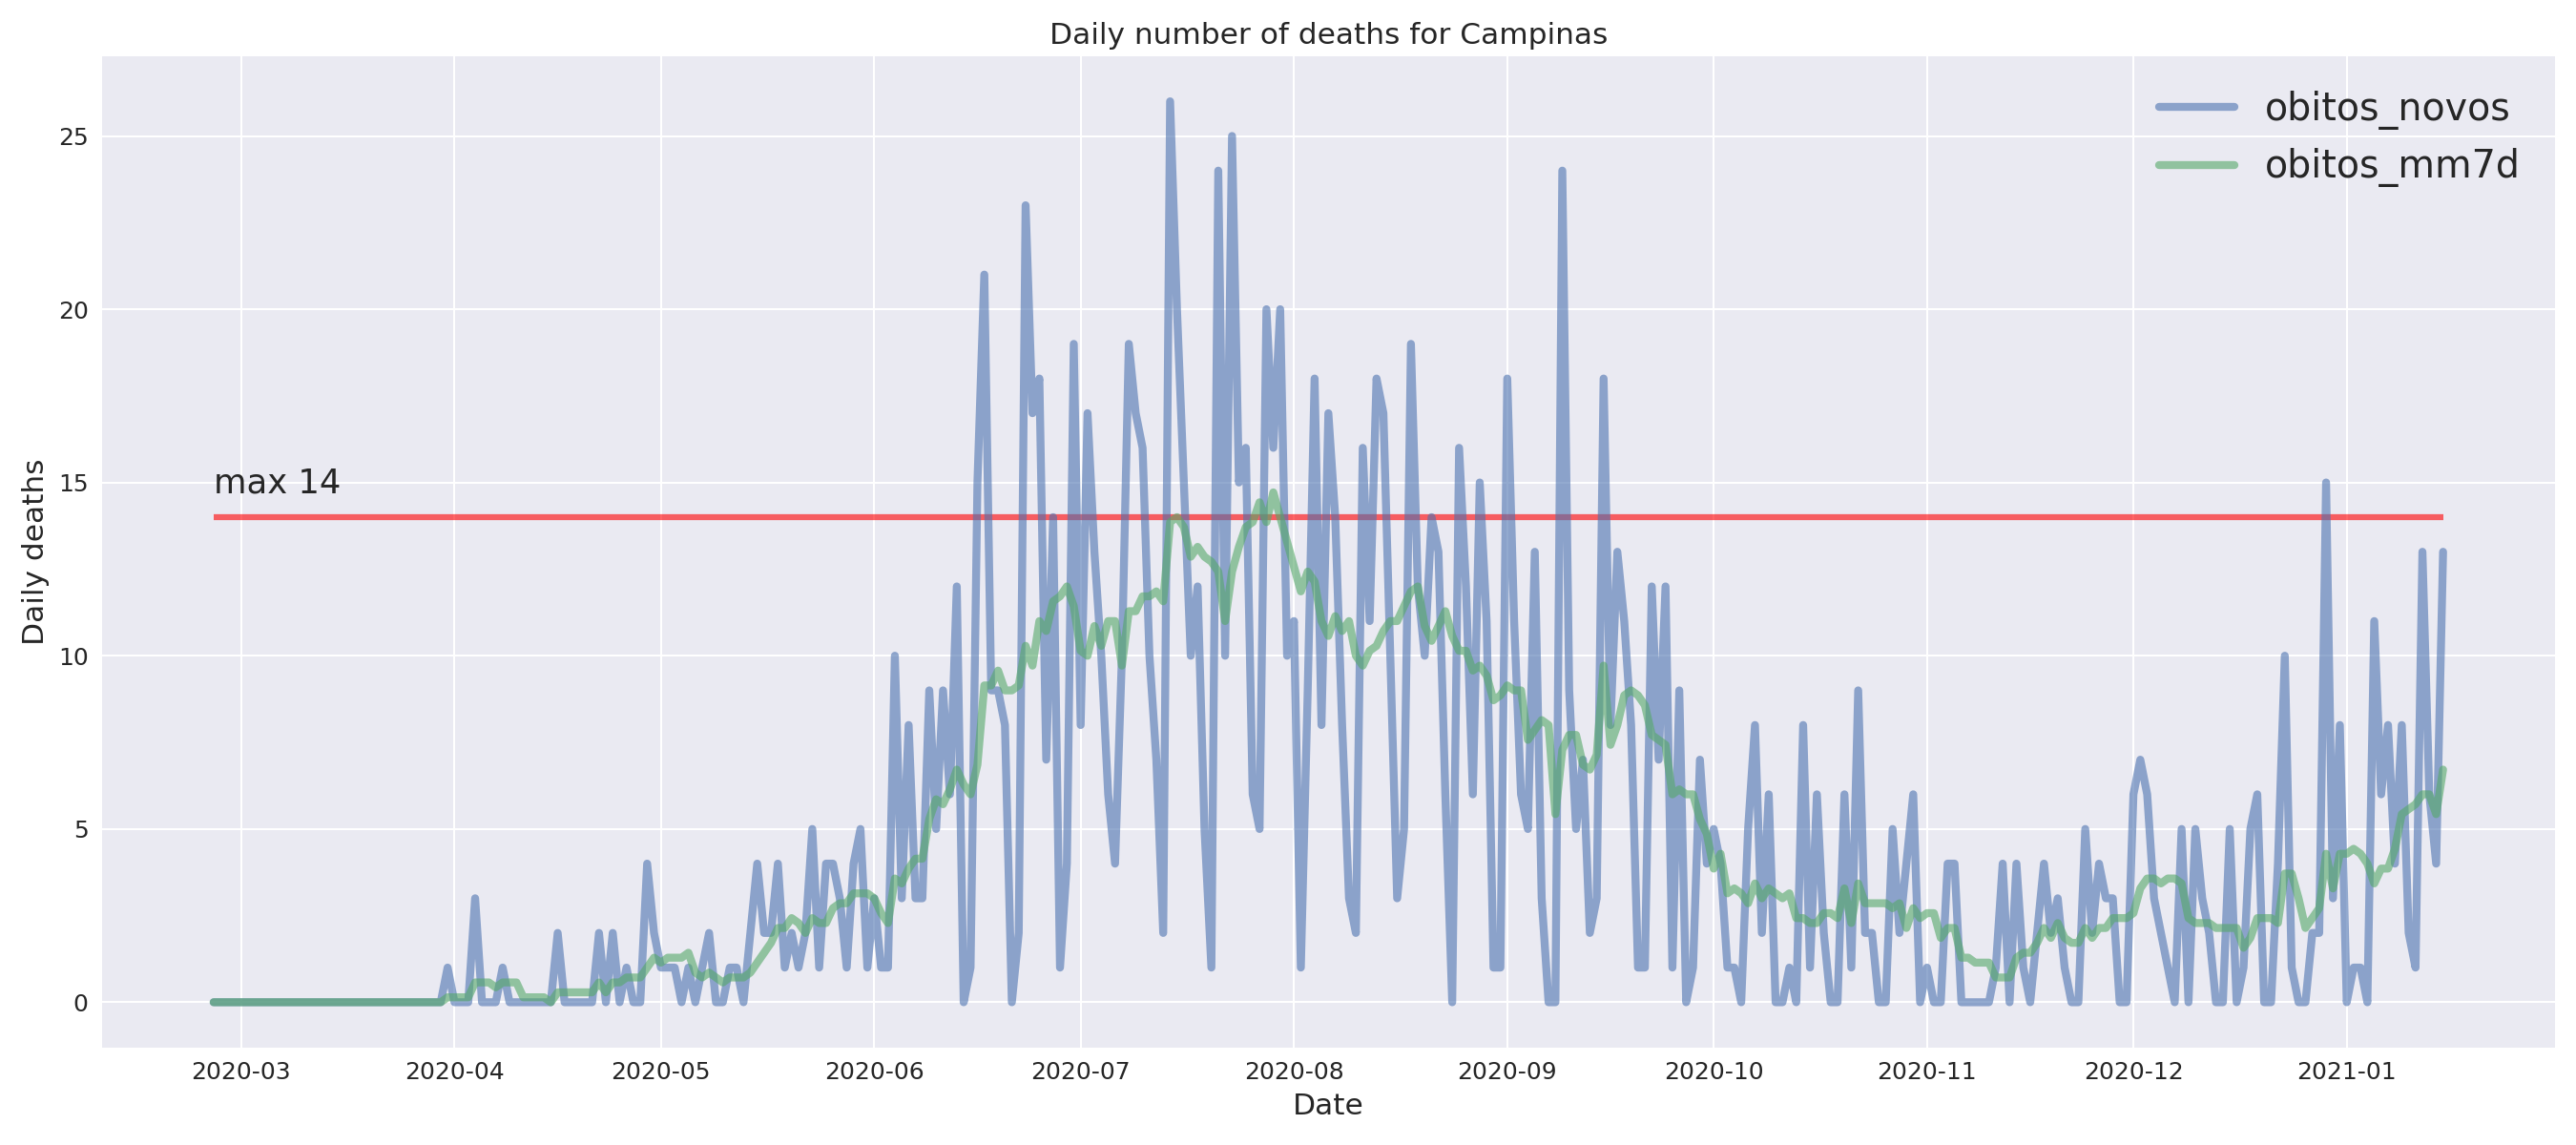 Daily number of deaths for Campinas
obitos_novos
obitos_mm7d
max 14
Daily deaths
25
20
15
10
5
0
2020-03 2020-04 2020-05 2020-06 2020-07 2020-08 2020-09 2020-10 2020-11 2020-12 2021-01
Date